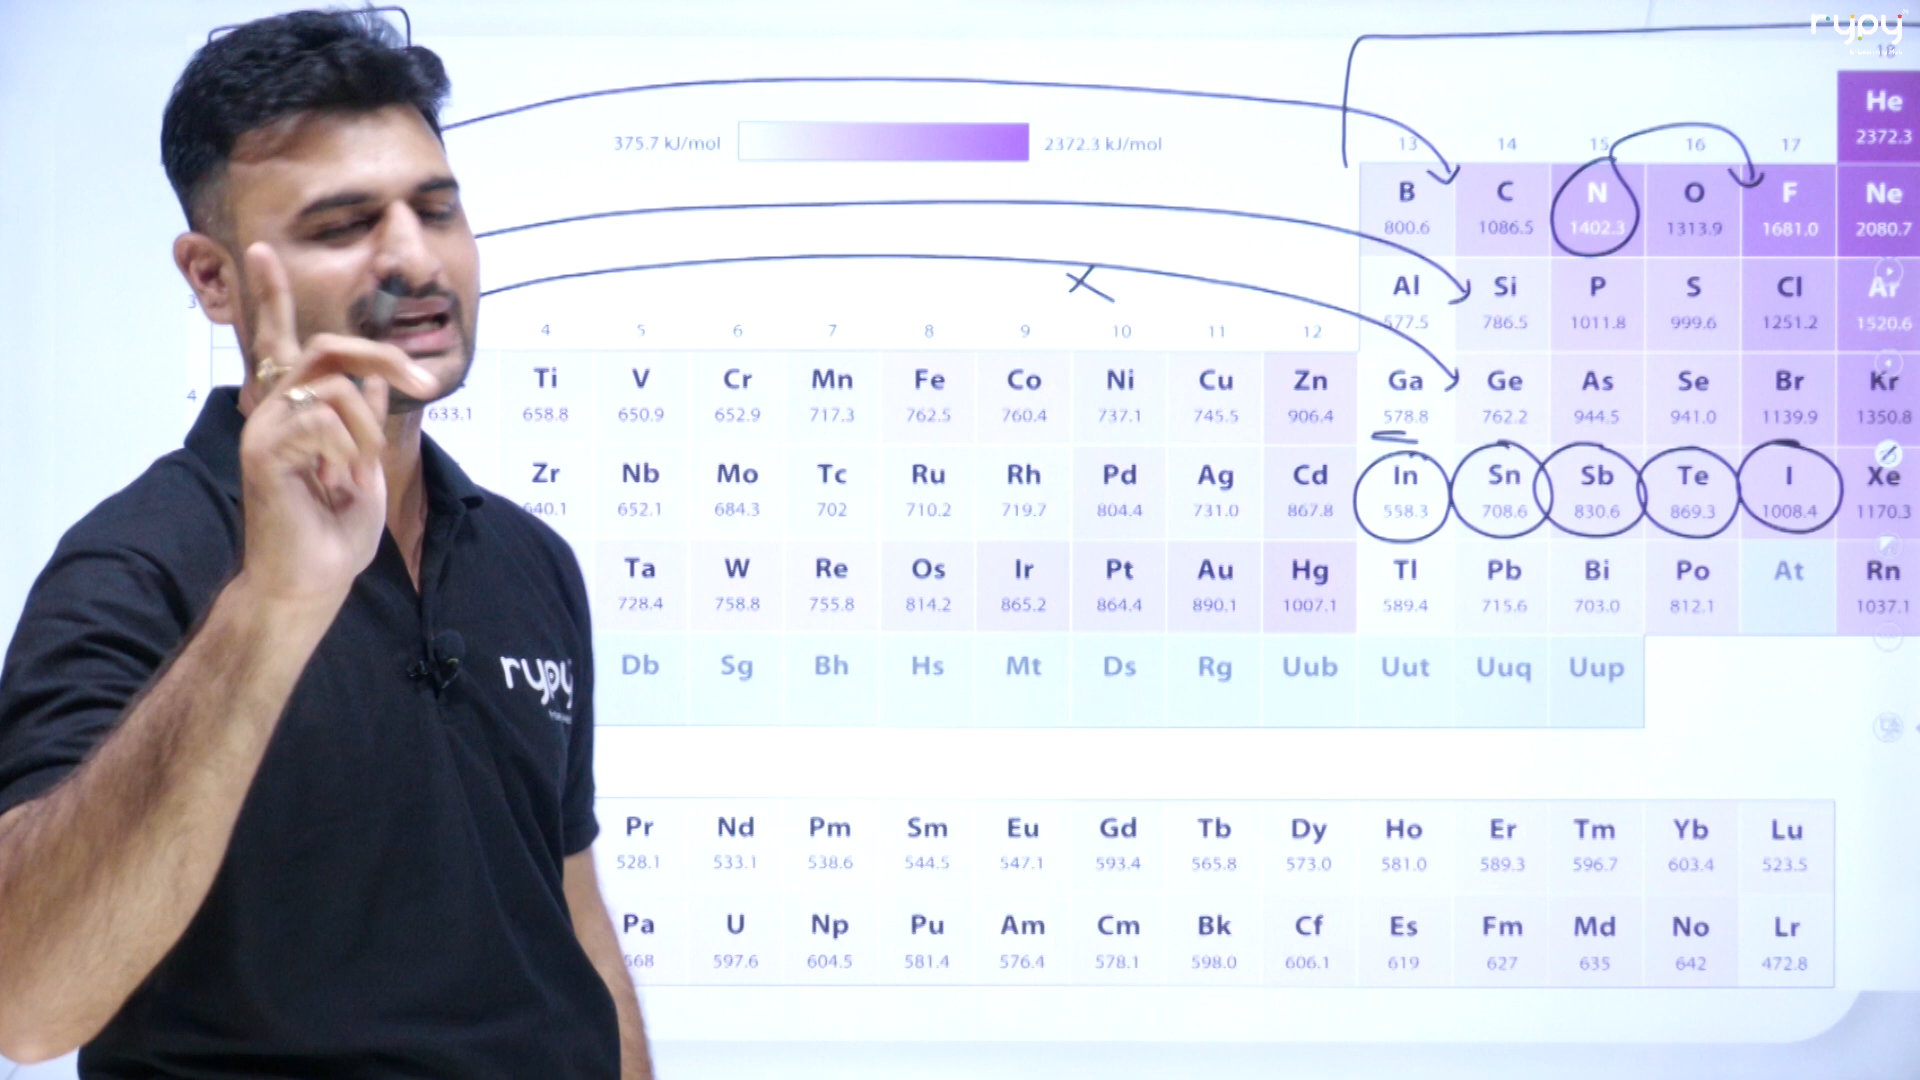 rypy
18
He
2372.3
375.7 kJ/mol 2372.3 kJ/mol
13 14 15 16 17
B C N O F Ne
800.6 1086.5 1402.3 1313.9 1681.0 2080.7
Al Si P S Cl Ar
577.5 786.5 1011.8 999.6 1251.2 1520.6
3
4 5 6 7 8 9 10 11 12
Ti V Cr Mn Fe Co Ni Cu Zn Ga Ge As Se Br Kr
4
633.1 658.8 650.9 652.9 717.3 762.5 760.4 737.1 745.5 906.4 578.8 762.2 944.5 941.0 1139.9 1350.8
Zr Nb Mo Tc Ru Rh Pd Ag Cd In Sn Sb Te I Xe
640.1 652.1 684.3 702 710.2 719.7 804.4 731.0 867.8 558.3 708.6 830.6 869.3 1008.4 1170.3
Ta W Re Os Ir Pt Au Hg Tl Pb Bi Po At Rn
728.4 758.8 755.8 814.2 865.2 864.4 890.1 1007.1 589.4 715.6 703.0 812.1 1037.1
Db Sg Bh Hs Mt Ds Rg Uub Uut Uuq Uup
rypy
Pr Nd Pm Sm Eu Gd Tb Dy Ho Er Tm Yb Lu
528.1 533.1 538.6 544.5 547.1 593.4 565.8 573.0 581.0 589.3 596.7 603.4 523.5
Pa U Np Pu Am Cm Bk Cf Es Fm Md No Lr
568 597.6 604.5 581.4 576.4 578.1 598.0 606.1 619 627 635 642 472.8